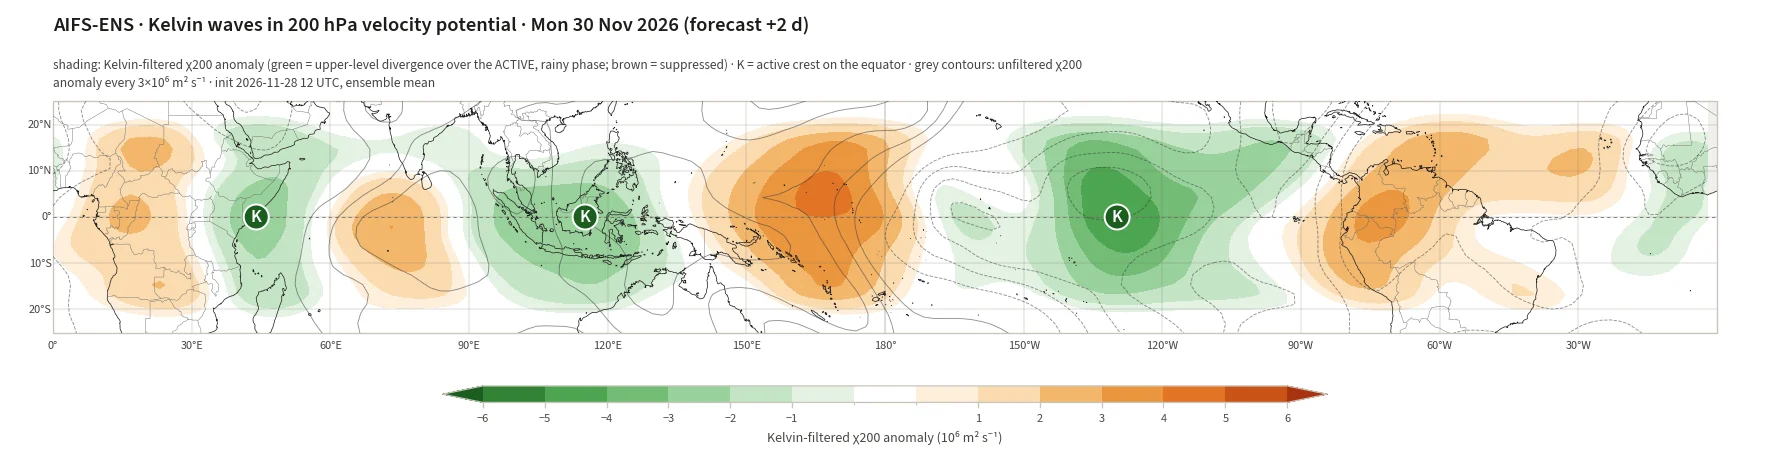 AIFS-ENS · Kelvin waves in 200 hPa velocity potential · Mon 30 Nov 2026 (forecast +2 d)
shading: Kelvin-filtered χ200 anomaly (green = upper-level divergence over the ACTIVE, rainy phase; brown = suppressed) · K = active crest on the equator · grey contours: unfiltered χ200
anomaly every 3×10⁶ m² s⁻¹ · init 2026-11-28 12 UTC, ensemble mean
20°N
10°N
0°
10°S
20°S
K K K
0° 30°E 60°E 90°E 120°E 150°E 180° 150°W 120°W 90°W 60°W 30°W
−6 −5 −4 −3 −2 −1 1 2 3 4 5 6
Kelvin-filtered χ200 anomaly (10⁶ m² s⁻¹)